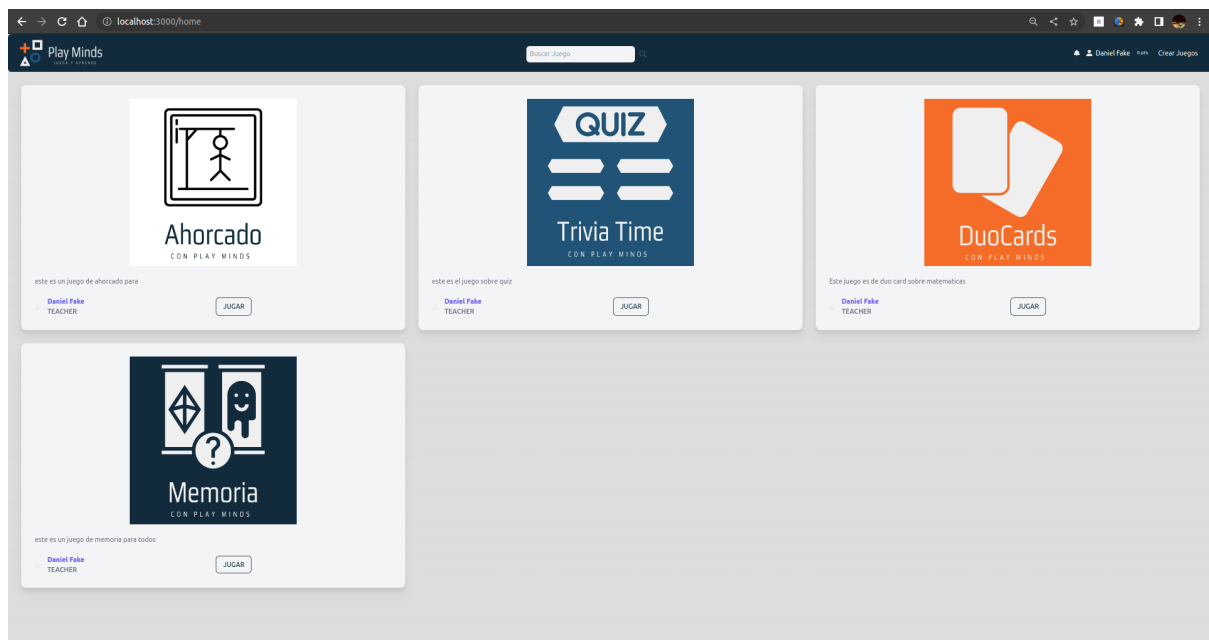 localhost:3000/home
Play Minds
JUEGA Y APRENDE
Buscar Juego
Daniel Fake
0 pts
Crear Juegos
Ahorcado
CON PLAY MINDS
este es un juego de ahorcado para
Daniel Fake
TEACHER
JUGAR
QUIZ
Trivia Time
CON PLAY MINDS
este es el juego sobre quiz
Daniel Fake
TEACHER
JUGAR
DuoCards
CON PLAY MINDS
Este juego es de duo card sobre matematicas
Daniel Fake
TEACHER
JUGAR
?
Memoria
CON PLAY MINDS
este es un juego de memoria para todos
Daniel Fake
TEACHER
JUGAR